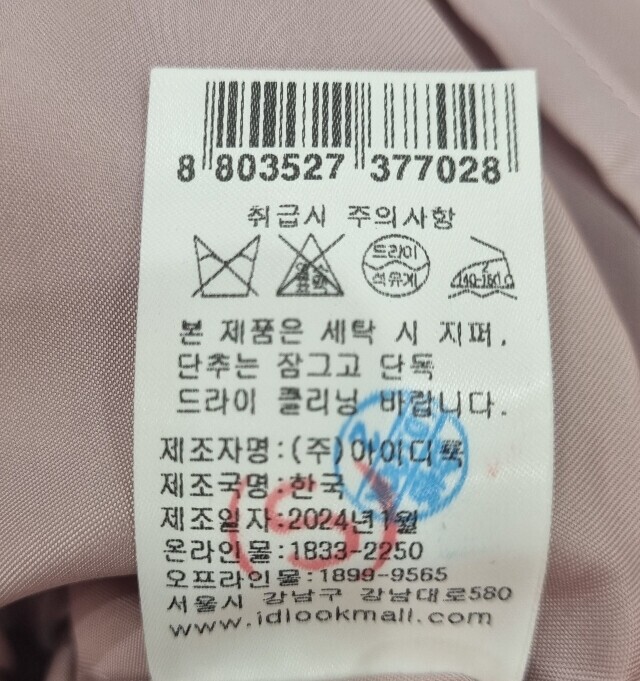 8 803527 377028
취급시 주의사항
드라이
석유계
140-160℃
본 제품은 세탁 시 지퍼,
단추는 잠그고 단독
드라이 클리닝 바랍니다.
제조자명:(주)아이디룩
제조국명:한국
제조일자:2024년1월
온라인몰:1833-2250
오프라인몰:1899-9565
서울시 강남구 강남대로580
www.idlookmall.com
(S)